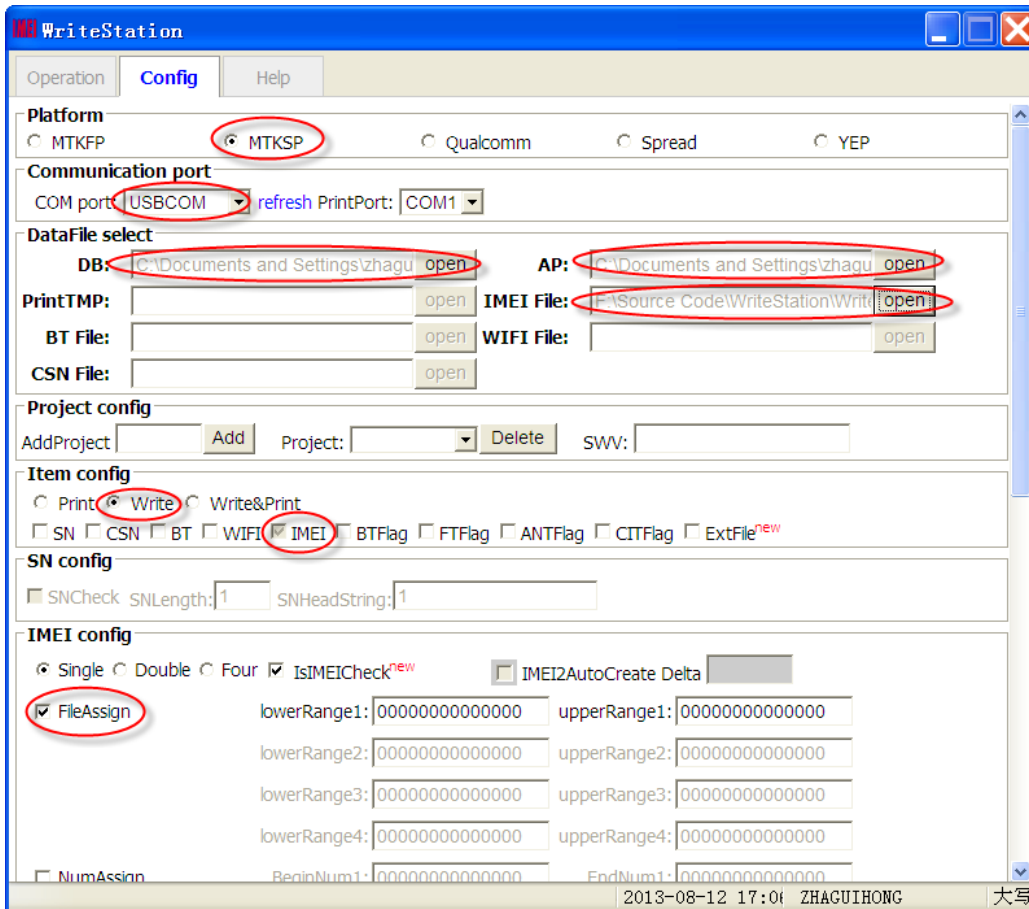 IMEI WriteStation
Operation Config Help
Platform
MTKFP MTKSP Qualcomm Spread YEP
Communication port
COM port: USBCOM refresh PrintPort: COM1
DataFile select
DB: C:\Documents and Settings\zhagu open AP: C:\Documents and Settings\zhagu open
PrintTMP: open IMEI File: F:\Source Code\WriteStation\Write open
BT File: open WIFI File: open
CSN File: open
Project config
AddProject Add Project: Delete SWV:
Item config
Print Write Write&Print
SN CSN BT WIFI IMEI BTFlag FTFlag ANTFlag CITFlag ExtFile new
SN config
SNCheck SNLength: 1 SNHeadString: 1
IMEI config
Single Double Four IsIMEICheck new IMEI2AutoCreate Delta
FileAssign lowerRange1: 00000000000000 upperRange1: 00000000000000
lowerRange2: 00000000000000 upperRange2: 00000000000000
lowerRange3: 00000000000000 upperRange3: 00000000000000
lowerRange4: 00000000000000 upperRange4: 00000000000000
NumAssign BeginNum1: 00000000000000 EndNum1: 00000000000000
2013-08-12 17:06 ZHAGUIHONG 大写